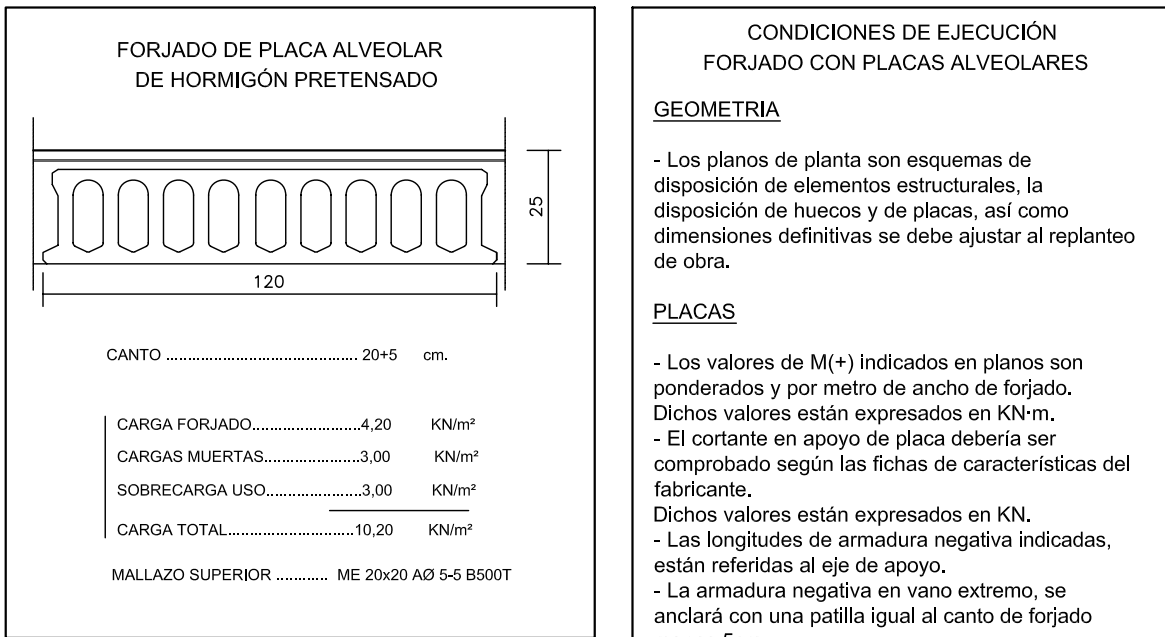 FORJADO DE PLACA ALVEOLAR
DE HORMIGÓN PRETENSADO
25
120
CANTO ................................................ 20+5 cm.
CARGA FORJADO..........................4,20 KN/m²
CARGAS MUERTAS.......................3,00 KN/m²
SOBRECARGA USO.......................3,00 KN/m²
CARGA TOTAL.............................10,20 KN/m²
MALLAZO SUPERIOR ............ ME 20x20 AØ 5-5 B500T
CONDICIONES DE EJECUCIÓN
FORJADO CON PLACAS ALVEOLARES
GEOMETRIA
- Los planos de planta son esquemas de
disposición de elementos estructurales, la
disposición de huecos y de placas, así como
dimensiones definitivas se debe ajustar al replanteo
de obra.
PLACAS
- Los valores de M(+) indicados en planos son
ponderados y por metro de ancho de forjado.
Dichos valores están expresados en KN·m.
- El cortante en apoyo de placa debería ser
comprobado según las fichas de características del
fabricante.
Dichos valores están expresados en KN.
- Las longitudes de armadura negativa indicadas,
están referidas al eje de apoyo.
- La armadura negativa en vano extremo, se
anclará con una patilla igual al canto de forjado